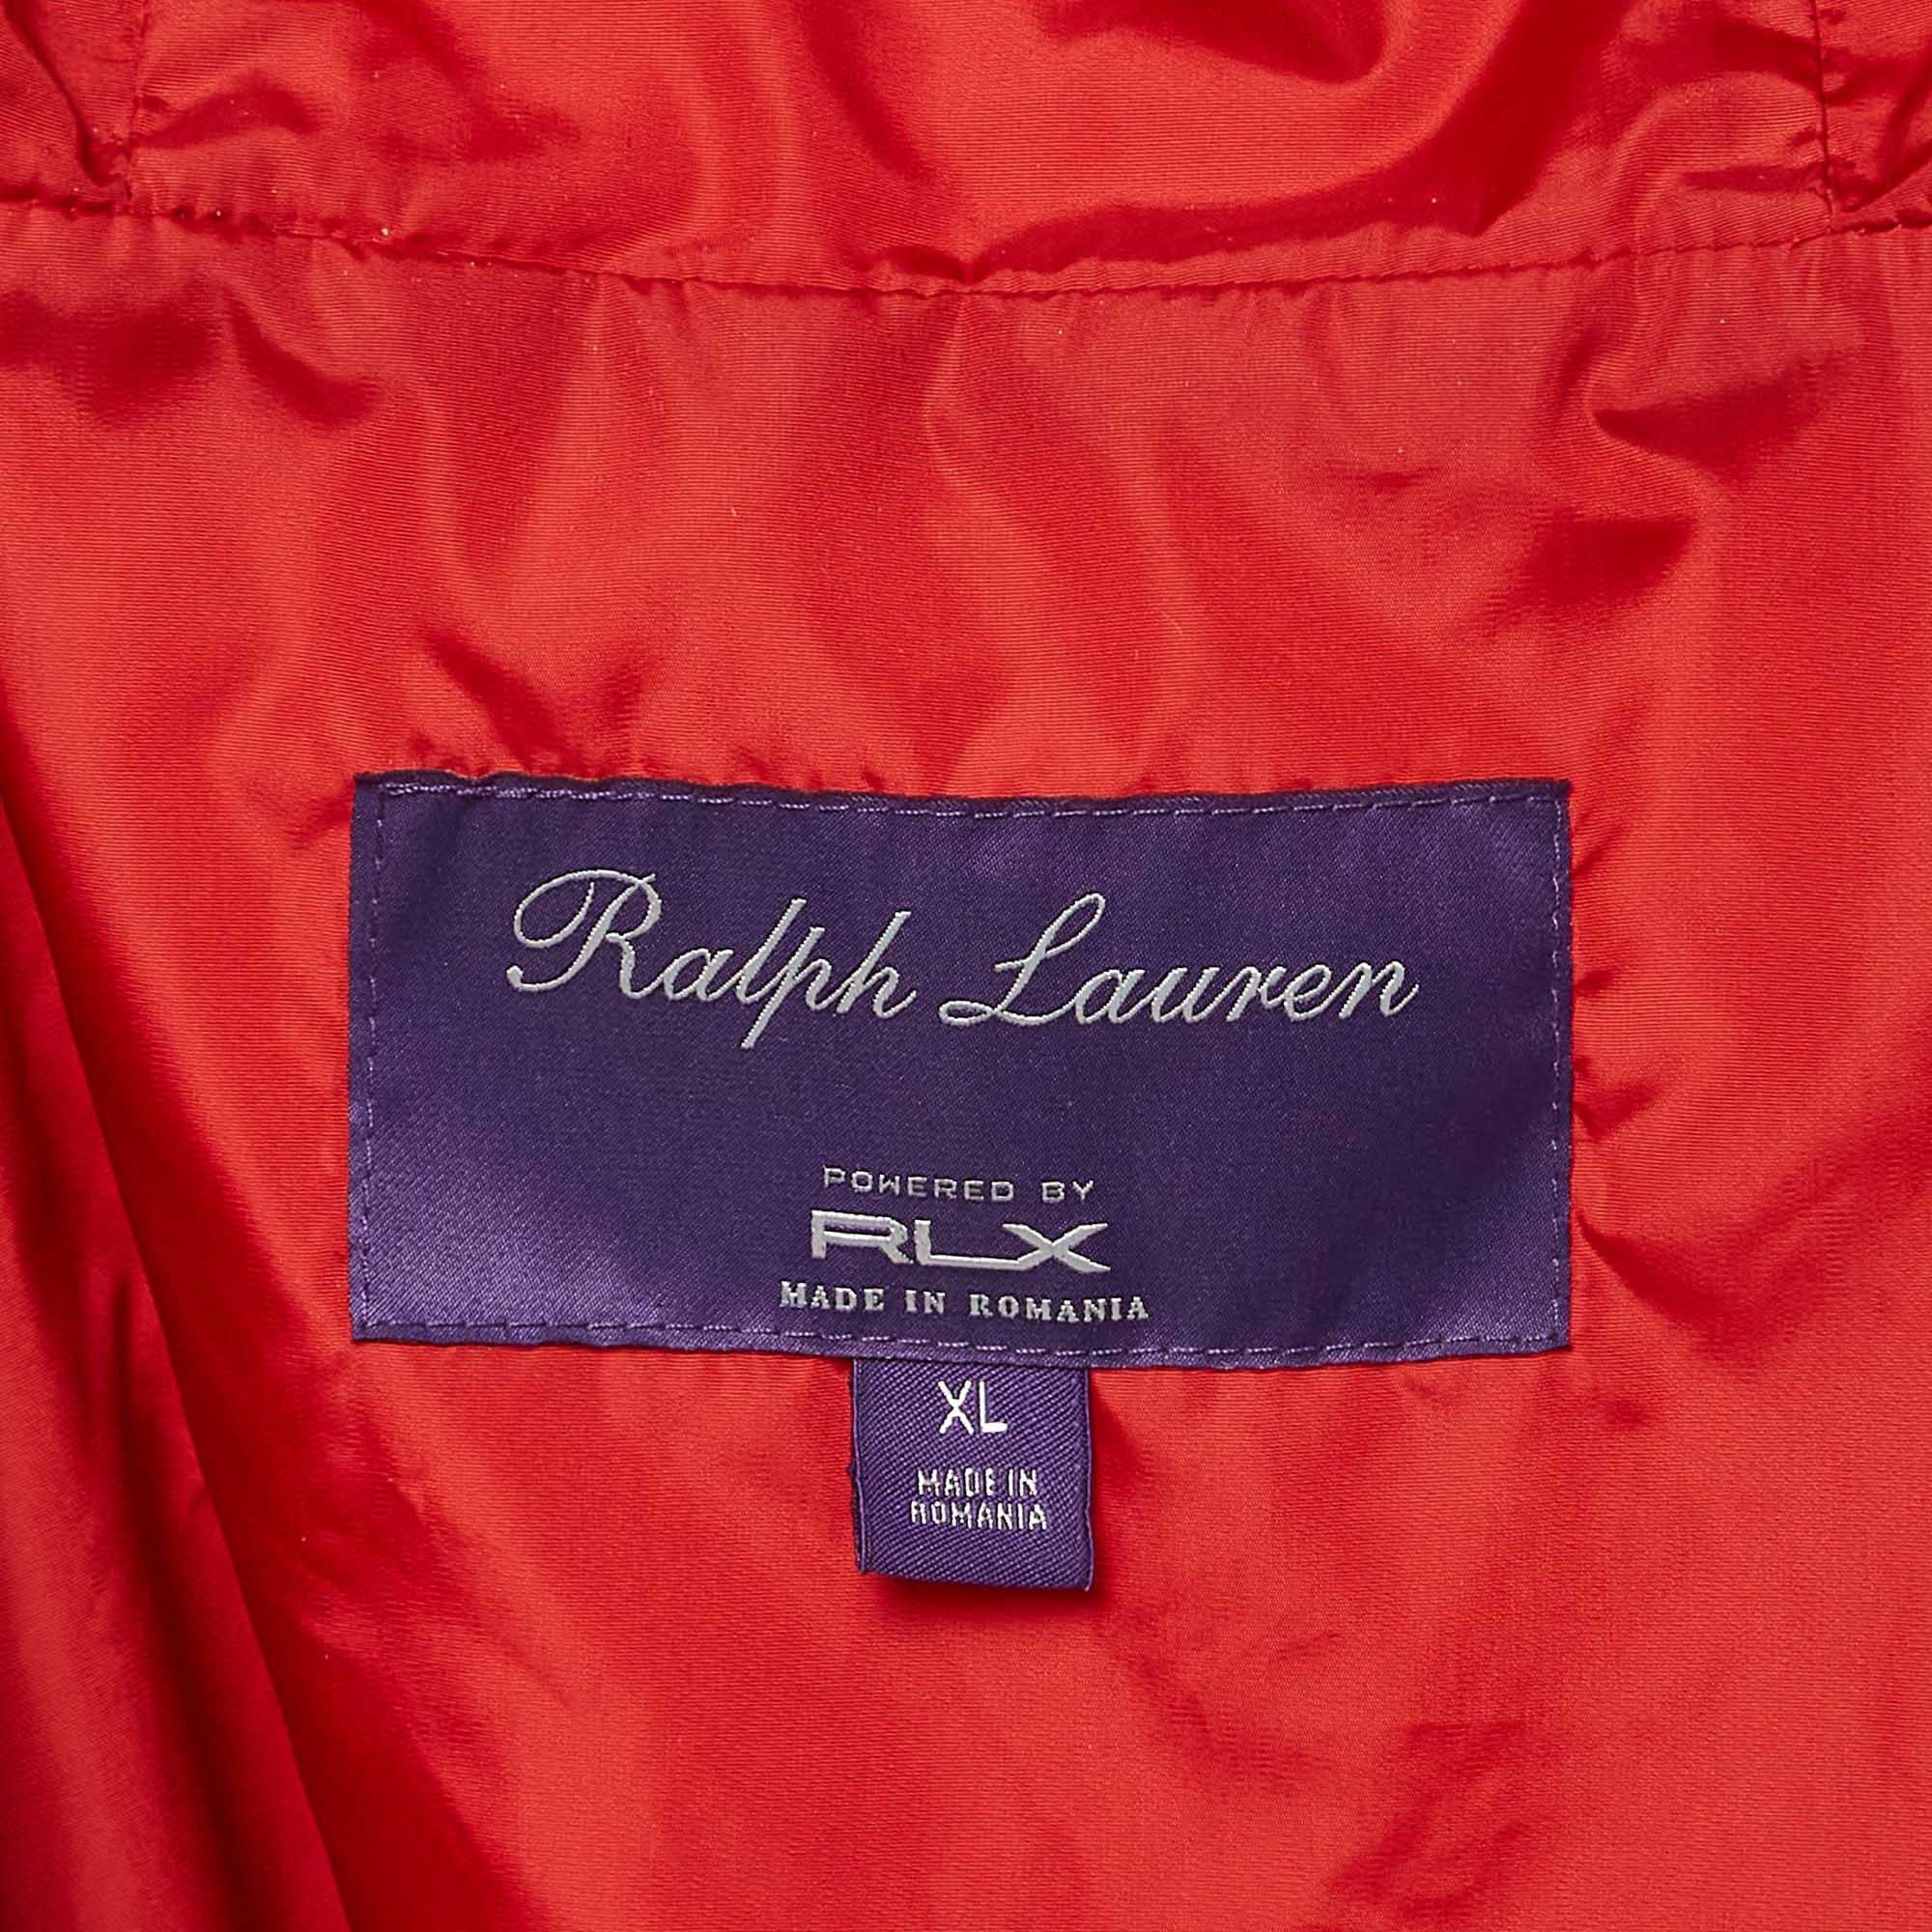 Ralph Lauren
POWERED BY
RLX
MADE IN ROMANIA
XL
MADE IN
ROMANIA